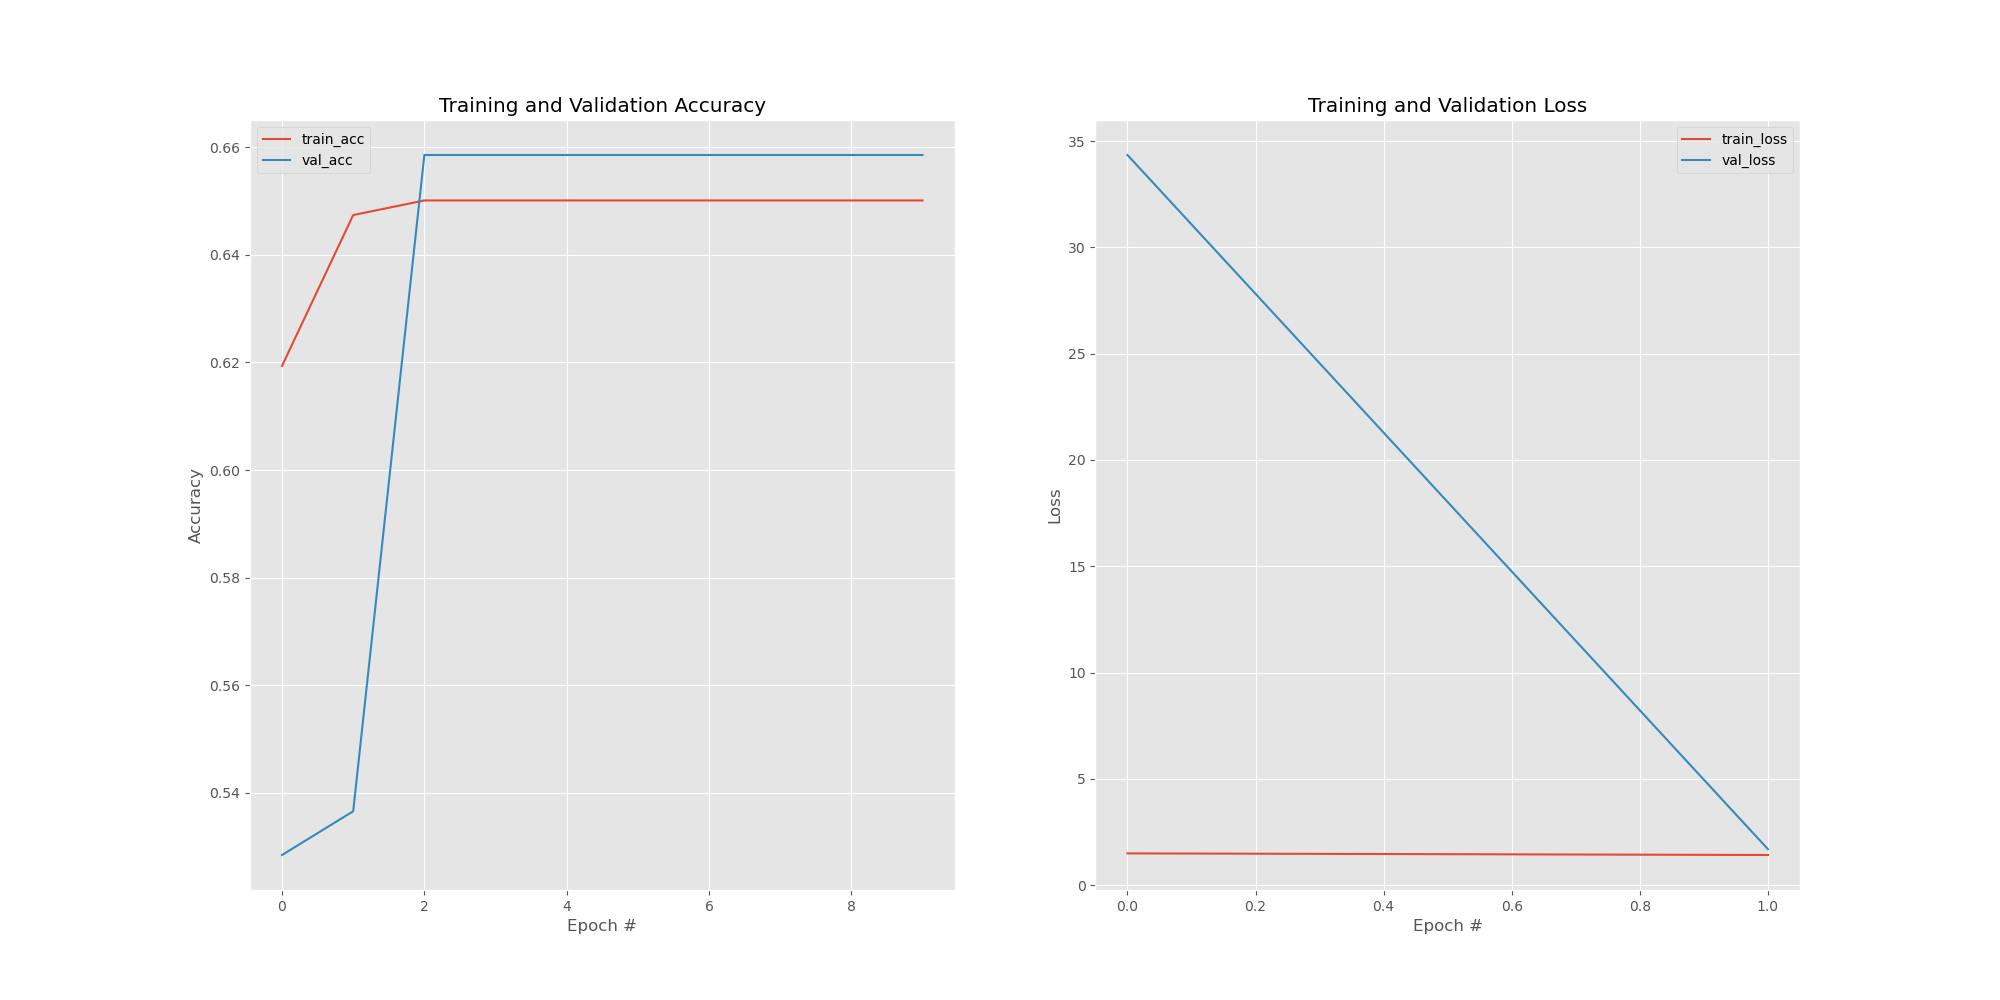 Training and Validation Accuracy
train_acc
val_acc
0.66
0.64
0.62
0.60
0.58
0.56
0.54
Accuracy
0 2 4 6 8
Epoch #
Training and Validation Loss
train_loss
val_loss
35
30
25
20
15
10
5
0
Loss
0.0 0.2 0.4 0.6 0.8 1.0
Epoch #